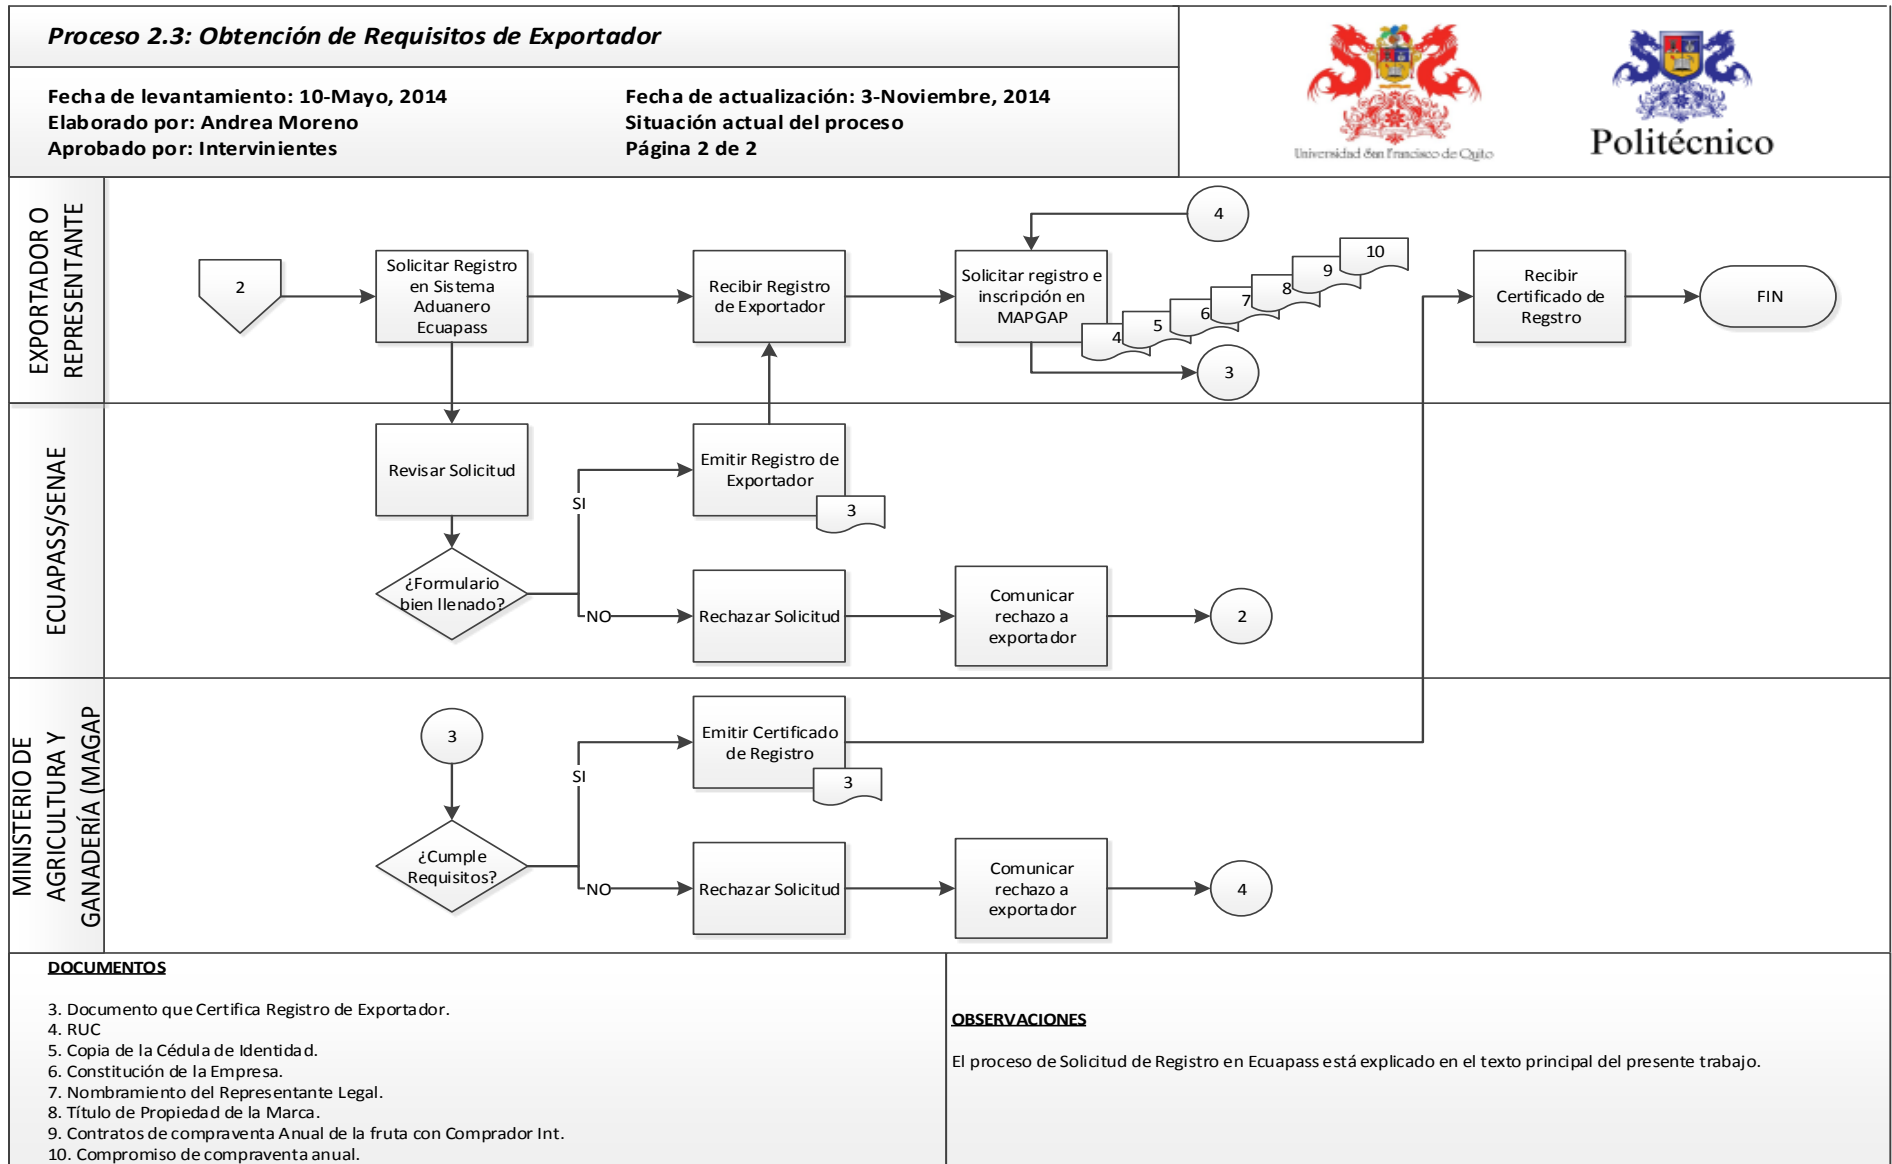 Proceso 2.3: Obtención de Requisitos de Exportador
Fecha de levantamiento: 10-Mayo, 2014
Elaborado por: Andrea Moreno
Aprobado por: Intervinientes
Fecha de actualización: 3-Noviembre, 2014
Situación actual del proceso
Página 2 de 2
Universidad San Francisco de Quito
Politécnico
EXPORTADOR O
REPRESENTANTE
2
Solicitar Registro
en Sistema
Aduanero
Ecuapass
Recibir Registro
de Exportador
Solicitar registro e
inscripción en
MAPGAP
4
4
5
6
7
8
9
10
3
Recibir
Certificado de
Regstro
FIN
ECUAPASS/SENAE
Revisar Solicitud
¿Formulario
bien llenado?
SI
NO
Emitir Registro de
Exportador
3
Rechazar Solicitud
Comunicar
rechazo a
exportador
2
MINISTERIO DE
AGRICULTURA Y
GANADERÍA (MAGAP
3
¿Cumple
Requisitos?
SI
NO
Emitir Certificado
de Registro
3
Rechazar Solicitud
Comunicar
rechazo a
exportador
4
DOCUMENTOS
3. Documento que Certifica Registro de Exportador.
4. RUC
5. Copia de la Cédula de Identidad.
6. Constitución de la Empresa.
7. Nombramiento del Representante Legal.
8. Título de Propiedad de la Marca.
9. Contratos de compraventa Anual de la fruta con Comprador Int.
10. Compromiso de compraventa anual.
OBSERVACIONES
El proceso de Solicitud de Registro en Ecuapass está explicado en el texto principal del presente trabajo.